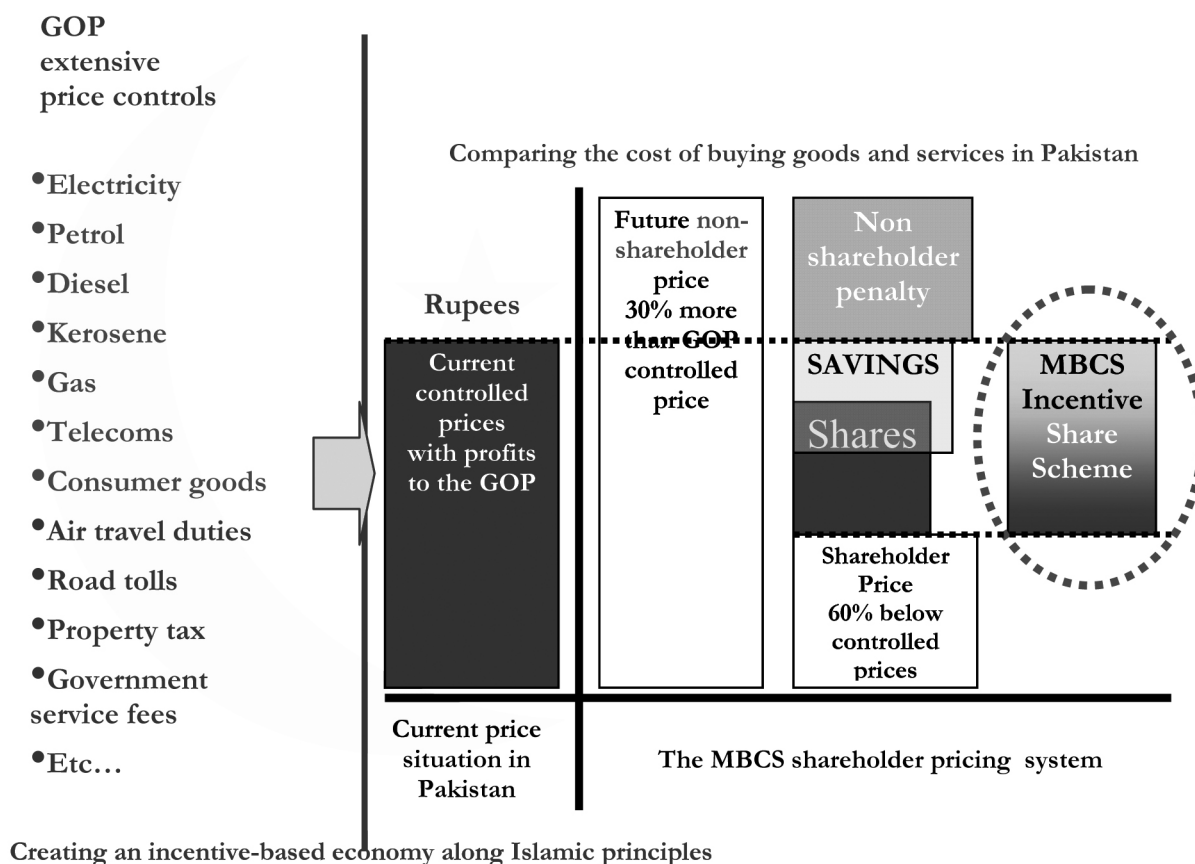 GOP
extensive
price controls
•Electricity
•Petrol
•Diesel
•Kerosene
•Gas
•Telecoms
•Consumer goods
•Air travel duties
•Road tolls
•Property tax
•Government
service fees
•Etc…
Comparing the cost of buying goods and services in Pakistan
Rupees
Current
controlled
prices
with profits
to the GOP
Future non-
shareholder
price
30% more
than GOP
controlled
price
Non
shareholder
penalty
SAVINGS
Shares
Shareholder
Price
60% below
controlled
prices
MBCS
Incentive
Share
Scheme
Current price
situation in
Pakistan
The MBCS shareholder pricing system
Creating an incentive-based economy along Islamic principles